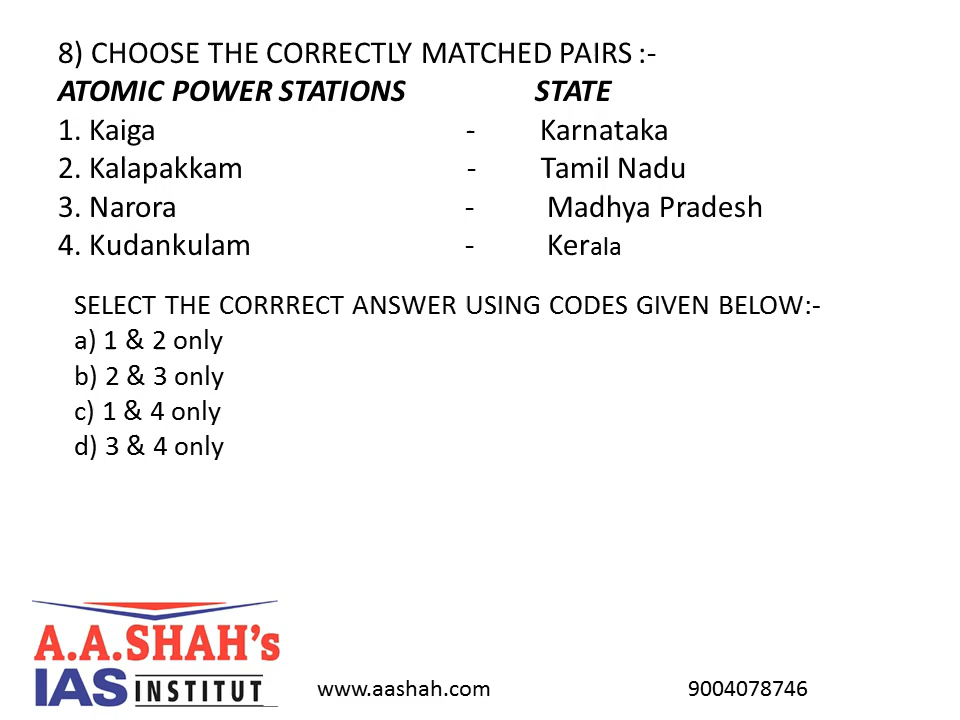 8) CHOOSE THE CORRECTLY MATCHED PAIRS :-
ATOMIC POWER STATIONS STATE
1. Kaiga - Karnataka
2. Kalapakkam - Tamil Nadu
3. Narora - Madhya Pradesh
4. Kudankulam - Kerala
SELECT THE CORRRECT ANSWER USING CODES GIVEN BELOW:-
a) 1 & 2 only
b) 2 & 3 only
c) 1 & 4 only
d) 3 & 4 only
A.A.SHAH's
IAS INSTITUT
www.aashah.com 9004078746